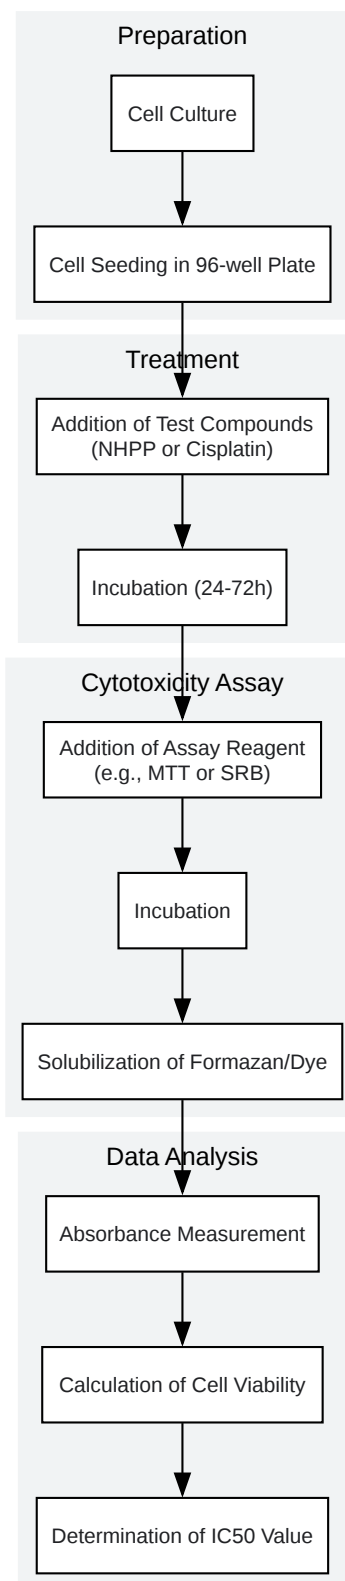 Preparation
Cell Culture
Cell Seeding in 96-well Plate
Treatment
Addition of Test Compounds
(NHPP or Cisplatin)
Incubation (24-72h)
Cytotoxicity Assay
Addition of Assay Reagent
(e.g., MTT or SRB)
Incubation
Solubilization of Formazan/Dye
Data Analysis
Absorbance Measurement
Calculation of Cell Viability
Determination of IC50 Value